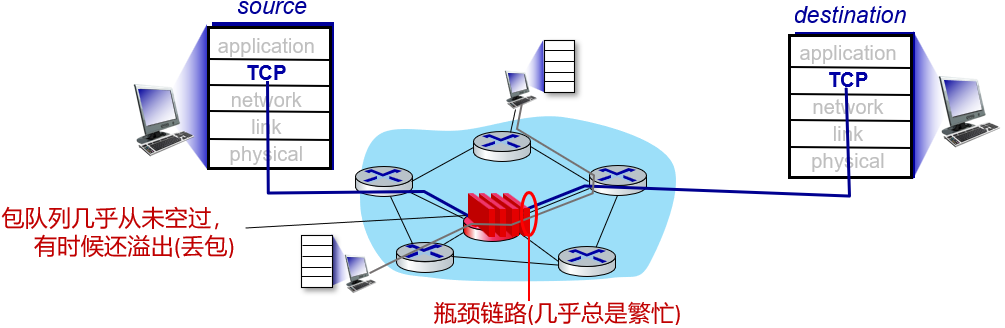 source
destination
application
TCP
network
link
physical
application
TCP
network
link
physical
包队列几乎从未空过，
有时候还溢出(丢包)
瓶颈链路(几乎总是繁忙)